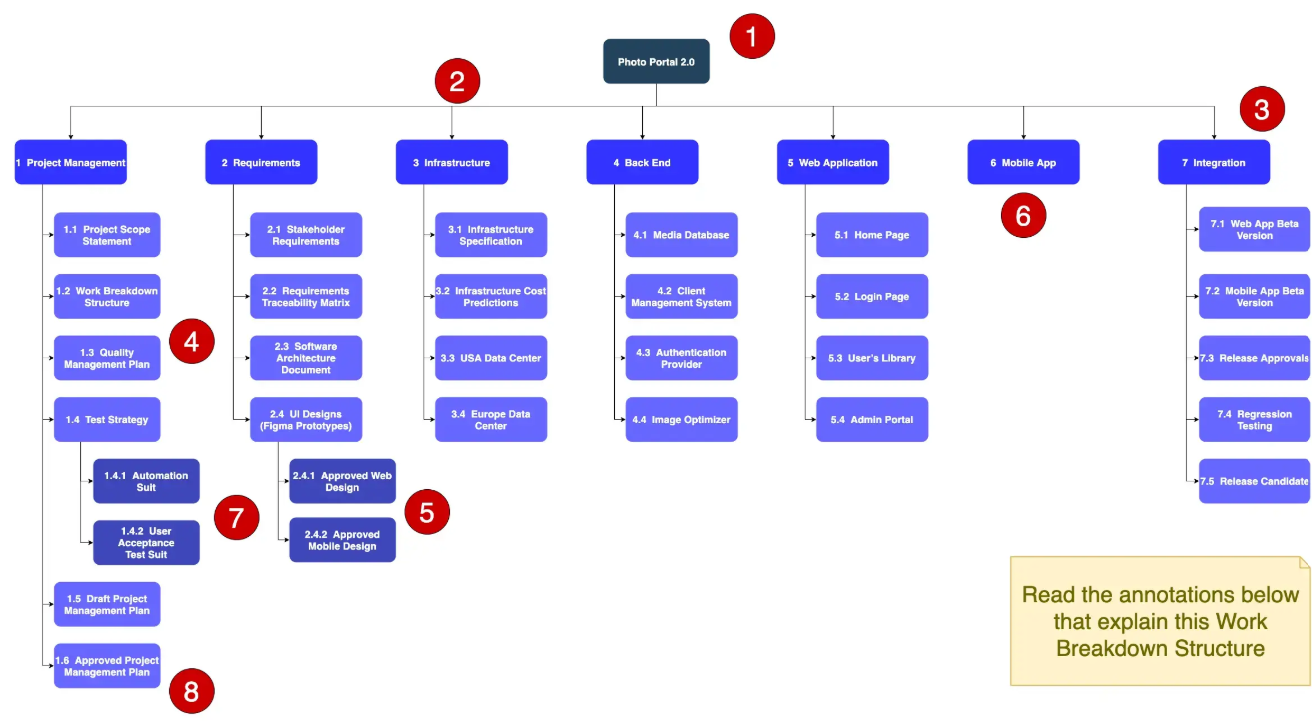 1
Photo Portal 2.0
2
3
1 Project Management
2 Requirements
3 Infrastructure
4 Back End
5 Web Application
6 Mobile App
7 Integration
6
1.1 Project Scope
Statement
1.2 Work Breakdown
Structure
1.3 Quality
Management Plan
4
1.4 Test Strategy
1.4.1 Automation
Suit
1.4.2 User
Acceptance
Test Suit
7
1.5 Draft Project
Management Plan
1.6 Approved Project
Management Plan
8
2.1 Stakeholder
Requirements
2.2 Requirements
Traceability Matrix
2.3 Software
Architecture
Document
2.4 UI Designs
(Figma Prototypes)
2.4.1 Approved Web
Design
2.4.2 Approved
Mobile Design
5
3.1 Infrastructure
Specification
3.2 Infrastructure Cost
Predictions
3.3 USA Data Center
3.4 Europe Data
Center
4.1 Media Database
4.2 Client
Management System
4.3 Authentication
Provider
4.4 Image Optimizer
5.1 Home Page
5.2 Login Page
5.3 User's Library
5.4 Admin Portal
7.1 Web App Beta
Version
7.2 Mobile App Beta
Version
7.3 Release Approvals
7.4 Regression
Testing
7.5 Release Candidate
Read the annotations below
that explain this Work
Breakdown Structure